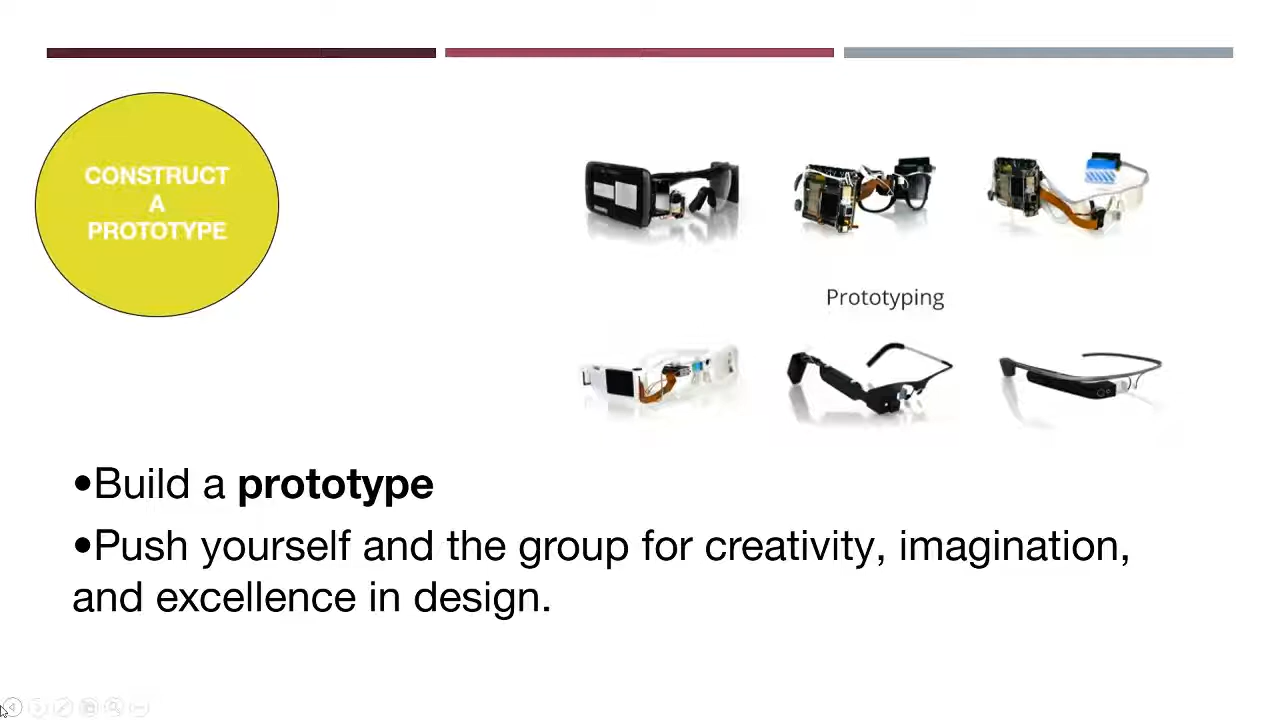 CONSTRUCT
A
PROTOTYPE
Prototyping
•Build a prototype
•Push yourself and the group for creativity, imagination,
and excellence in design.